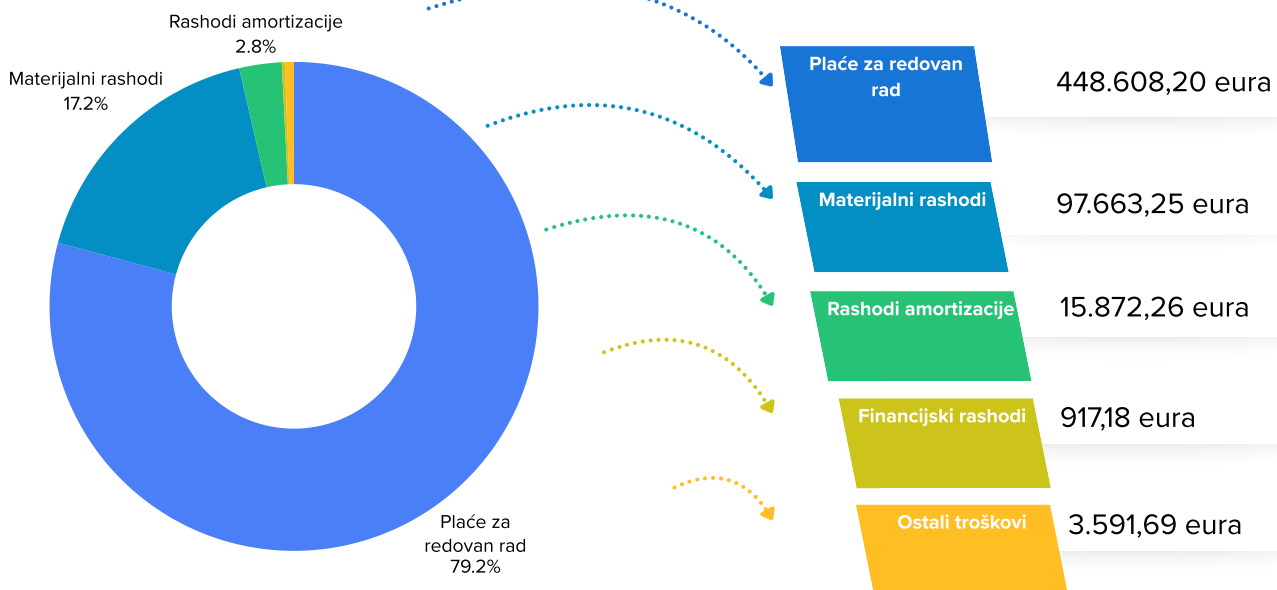 Rashodi amortizacije
2.8%
Materijalni rashodi
17.2%
Plaće za
redovan rad
79.2%
Plaće za redovan
rad
448.608,20 eura
Materijalni rashodi
97.663,25 eura
Rashodi amortizacije
15.872,26 eura
Financijski rashodi
917,18 eura
Ostali troškovi
3.591,69 eura